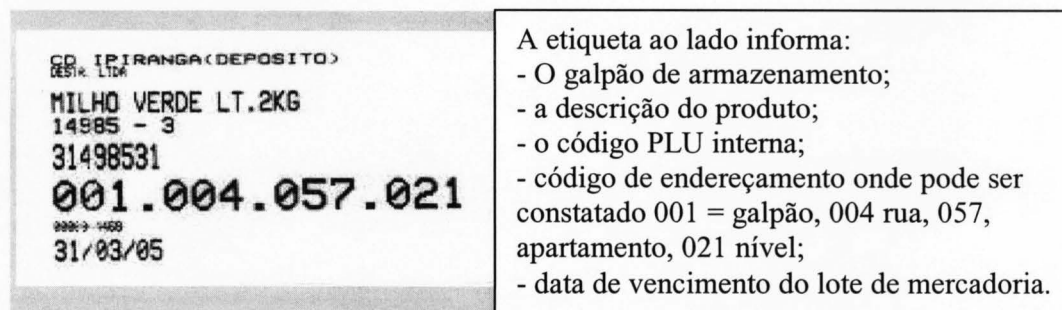 CD IPIRANGA(DEPOSITO)
DESTR. LTDA
MILHO VERDE LT.2KG
14985 - 3
31498531
001.004.057.021
31/03/05
A etiqueta ao lado informa:
- O galpão de armazenamento;
- a descrição do produto;
- o código PLU interna;
- código de endereçamento onde pode ser
constatado 001 = galpão, 004 rua, 057,
apartamento, 021 nível;
- data de vencimento do lote de mercadoria.